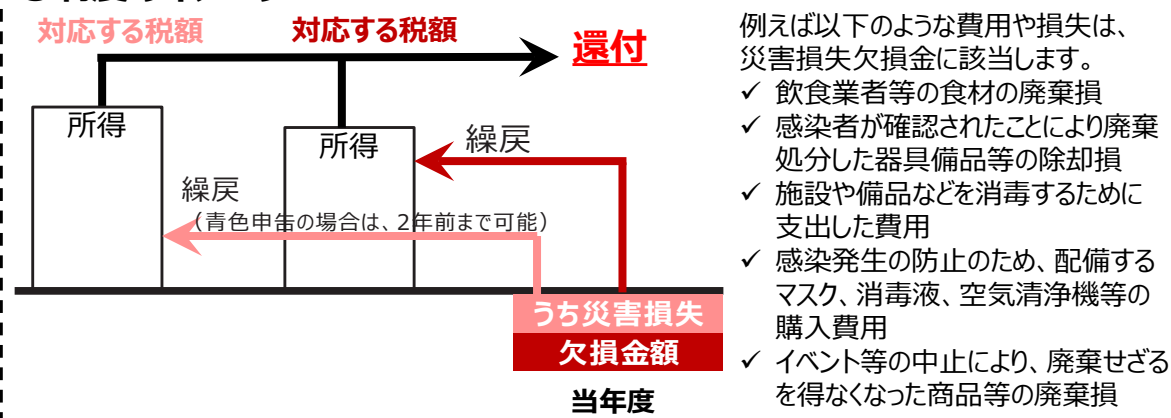 対応する税額
対応する税額
還付
所得
所得
繰戻
繰戻
（青色申告の場合は、2年前まで可能）
うち災害損失
欠損金額
当年度
例えば以下のような費用や損失は、
災害損失欠損金に該当します。
✓ 飲食業者等の食材の廃棄損
✓ 感染者が確認されたことにより廃棄
処分した器具備品等の除却損
✓ 施設や備品などを消毒するために
支出した費用
✓ 感染発生の防止のため、配備する
マスク、消毒液、空気清浄機等の
購入費用
✓ イベント等の中止により、廃棄せざる
を得なくなった商品等の廃棄損